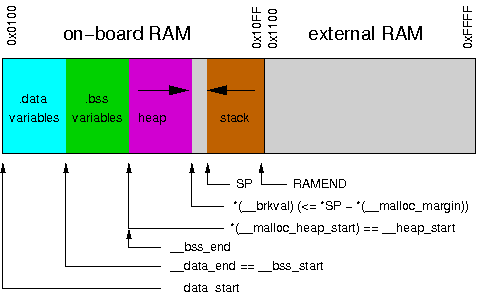 0x0100
on-board RAM
0x10FF
0x1100
external RAM
0xFFFF
.data
variables
.bss
variables
heap
stack
SP
RAMEND
*(__brkval) (<= *SP - *(__malloc_margin))
*(__malloc_heap_start) == __heap_start
__bss_end
__data_end == __bss_start
__data_start